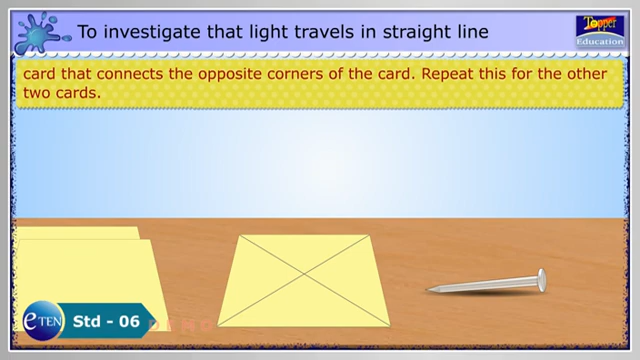 To investigate that light travels in straight line
Topper
Education
card that connects the opposite corners of the card. Repeat this for the other
two cards.
eTEN
Std - 06
DEMO